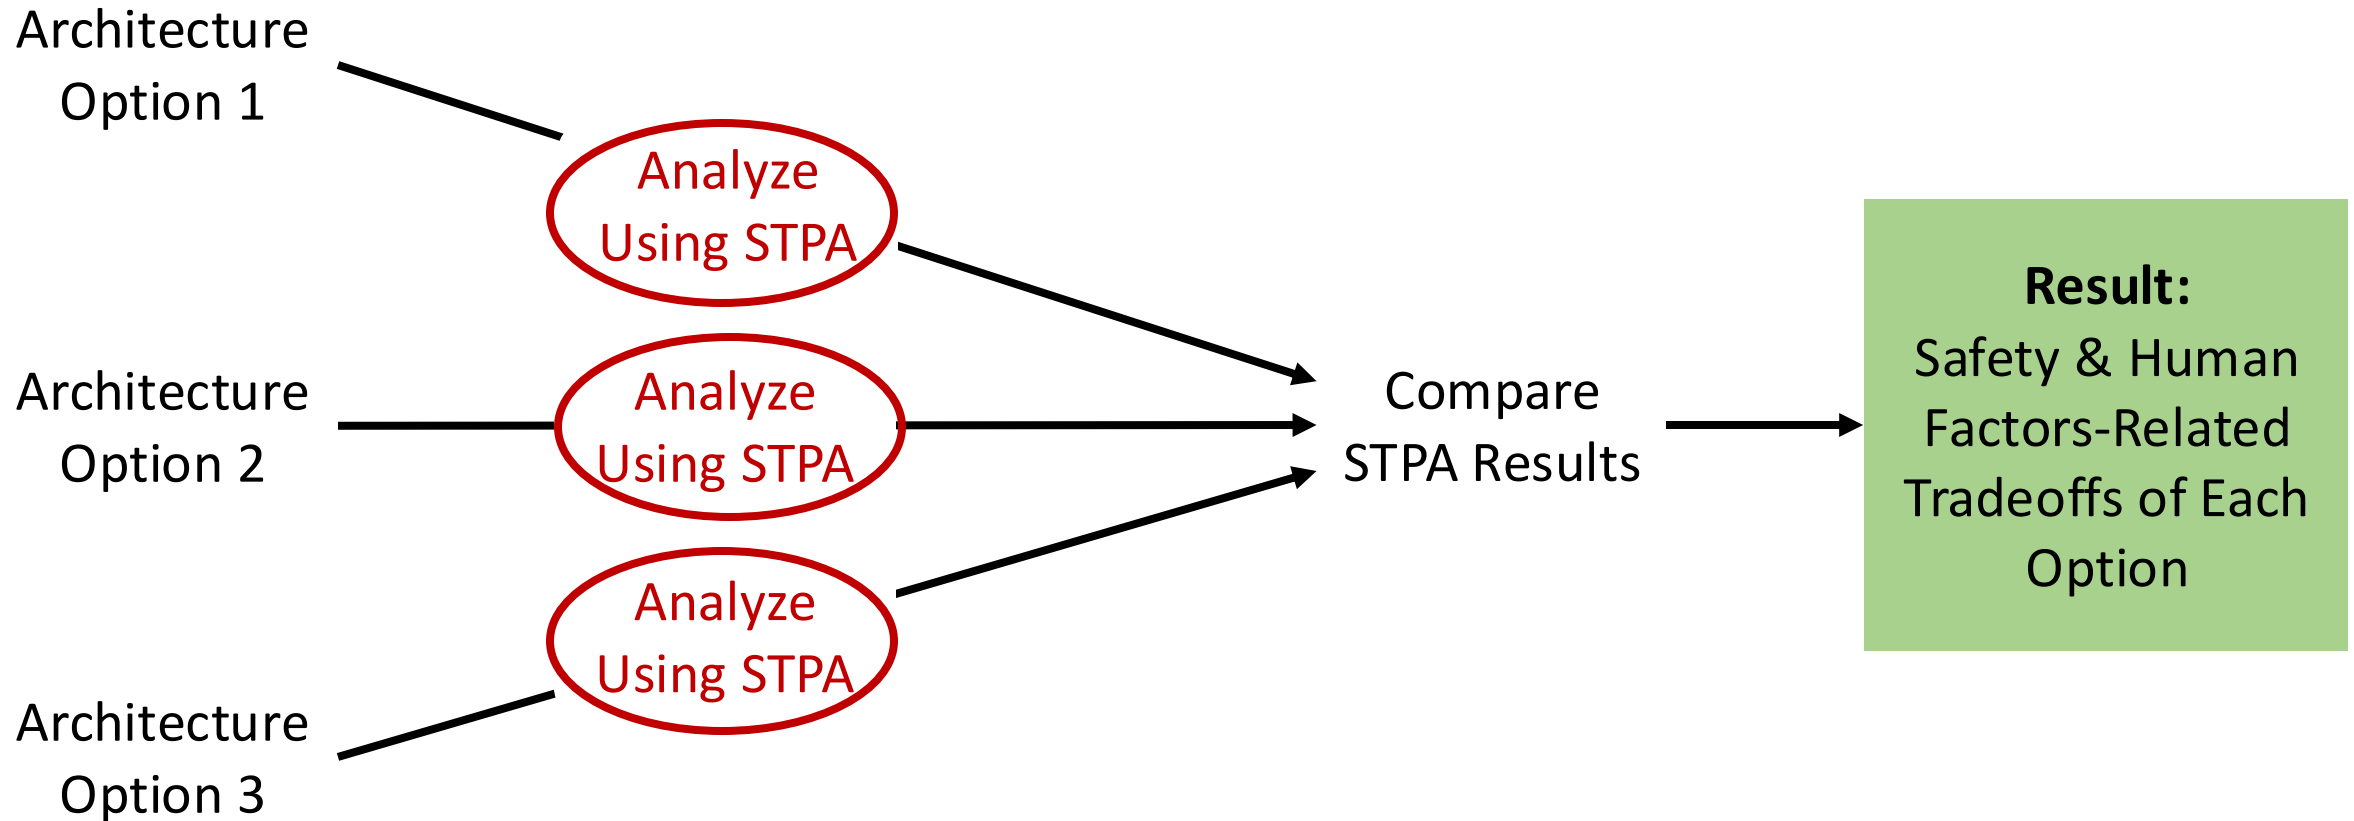 Architecture
Option 1
Analyze
Using STPA
Architecture
Option 2
Analyze
Using STPA
Architecture
Option 3
Analyze
Using STPA
Compare
STPA Results
Result:
Safety & Human
Factors-Related
Tradeoffs of Each
Option